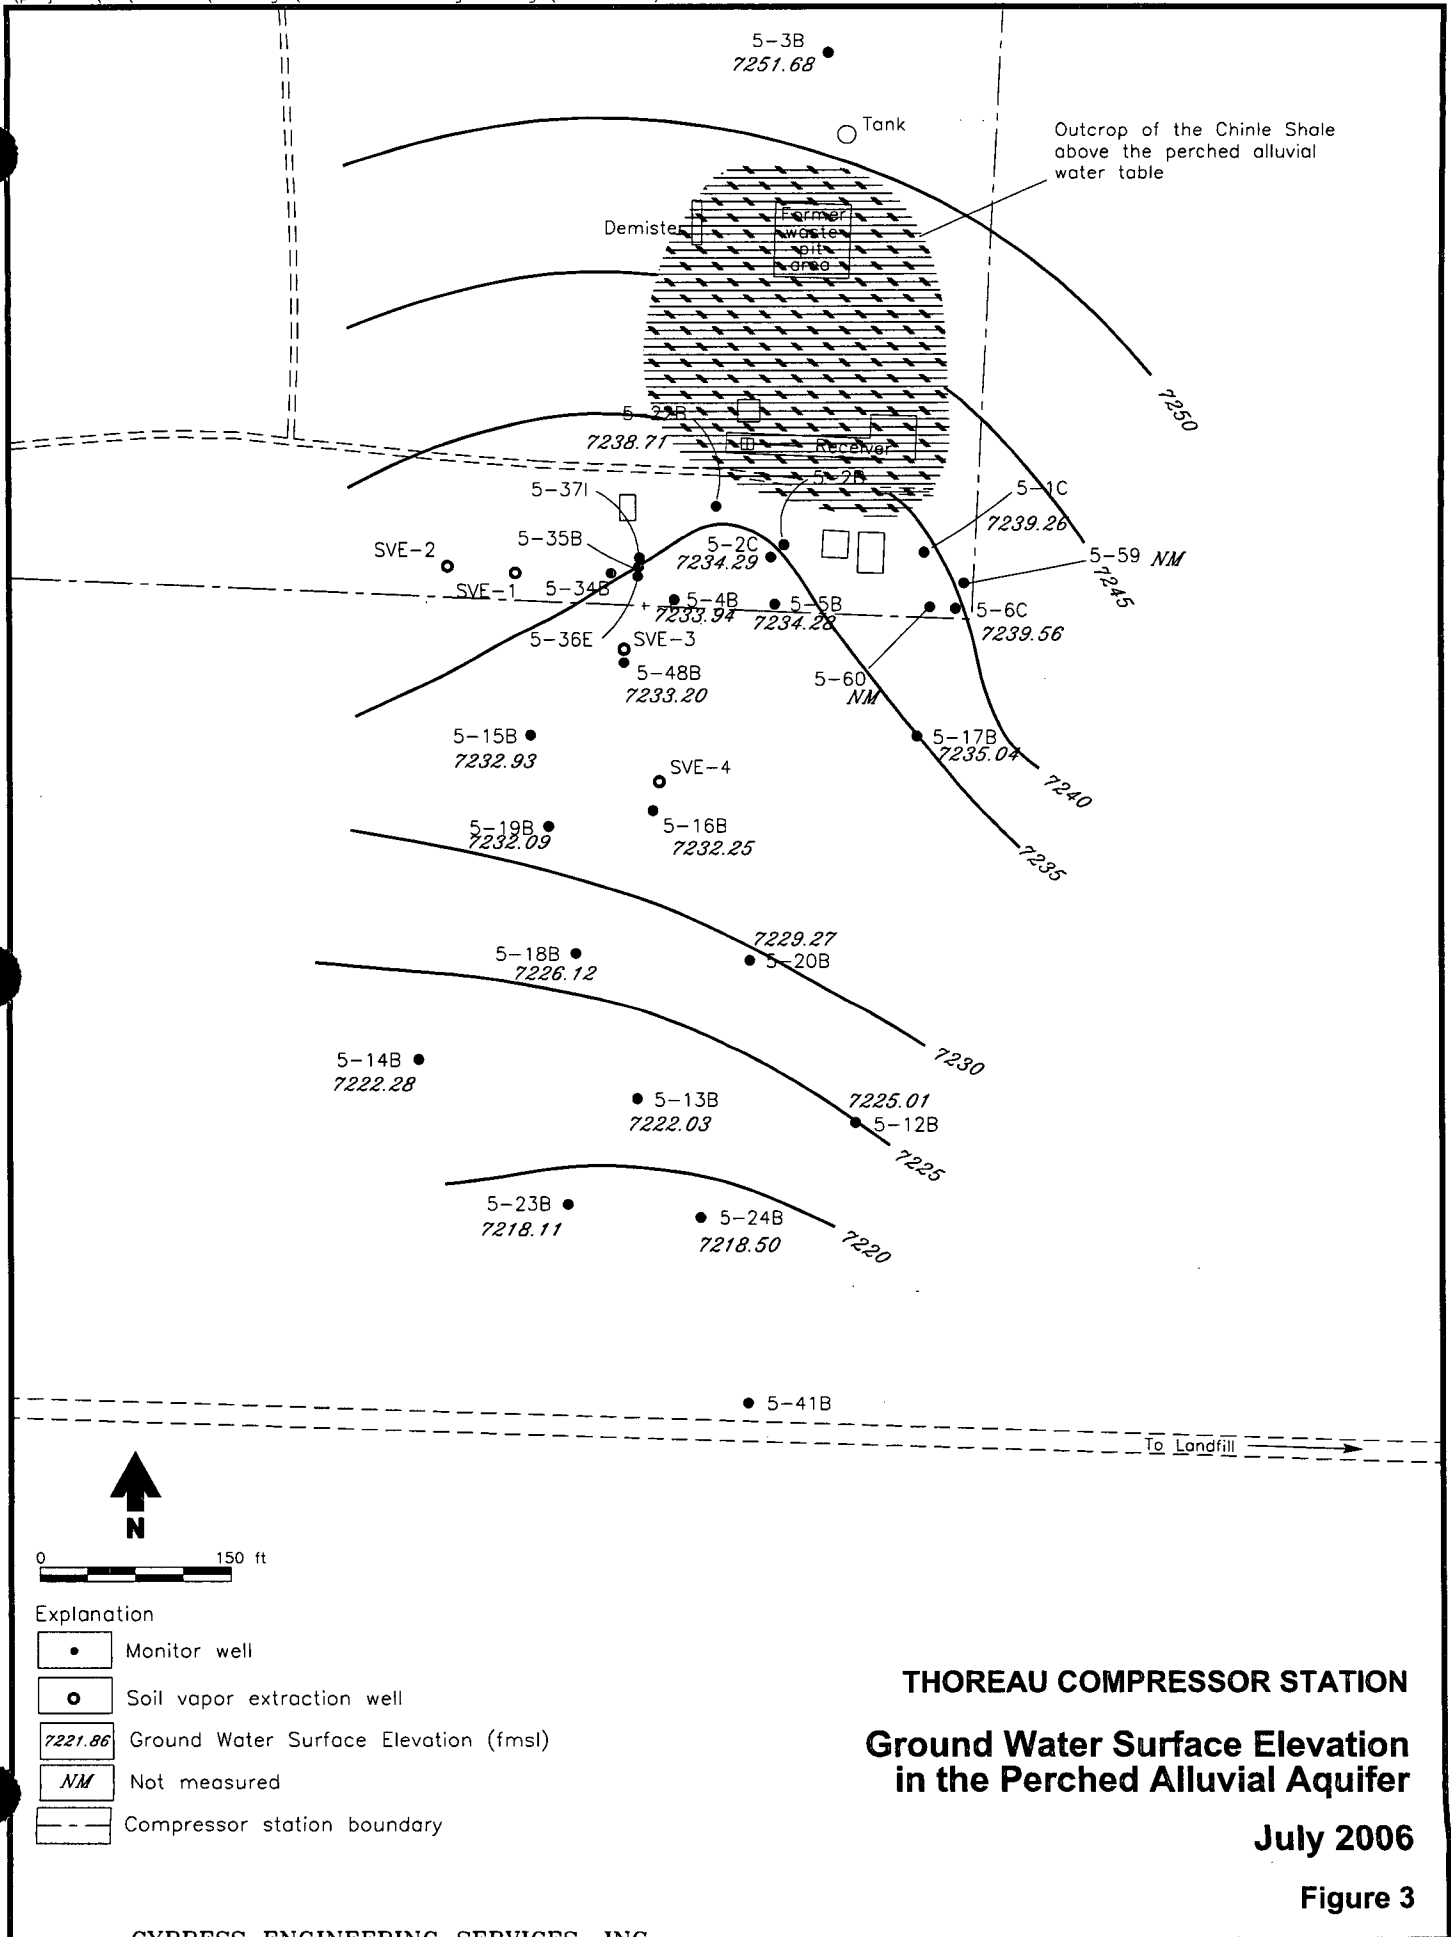 5-3B
7251.68
Tank
Outcrop of the Chinle Shale
above the perched alluvial
water table
Demister
Former
waste
pit
area
7250
5-22B
7238.71
Receiver
5-2B
5-37I
5-1C
7239.26
5-35B
SVE-2
5-2C
7234.29
5-59 NM
7245
SVE-1
5-34B
5-4B
7233.94
5-5B
7234.28
5-6C
7239.56
5-36E
SVE-3
5-48B
7233.20
5-60
NM
5-15B
7232.93
5-17B
7235.04
SVE-4
7240
5-19B
7232.09
5-16B
7232.25
7235
5-18B
7226.12
7229.27
5-20B
7230
5-14B
7222.28
5-13B
7222.03
7225.01
5-12B
7225
5-23B
7218.11
5-24B
7218.50
7220
5-41B
To Landfill
N
0 150 ft
Explanation
Monitor well
Soil vapor extraction well
7221.86 Ground Water Surface Elevation (fmsl)
NM Not measured
Compressor station boundary
THOREAU COMPRESSOR STATION
Ground Water Surface Elevation
in the Perched Alluvial Aquifer
July 2006
Figure 3
CYPRESS ENGINEERING SERVICES, INC.